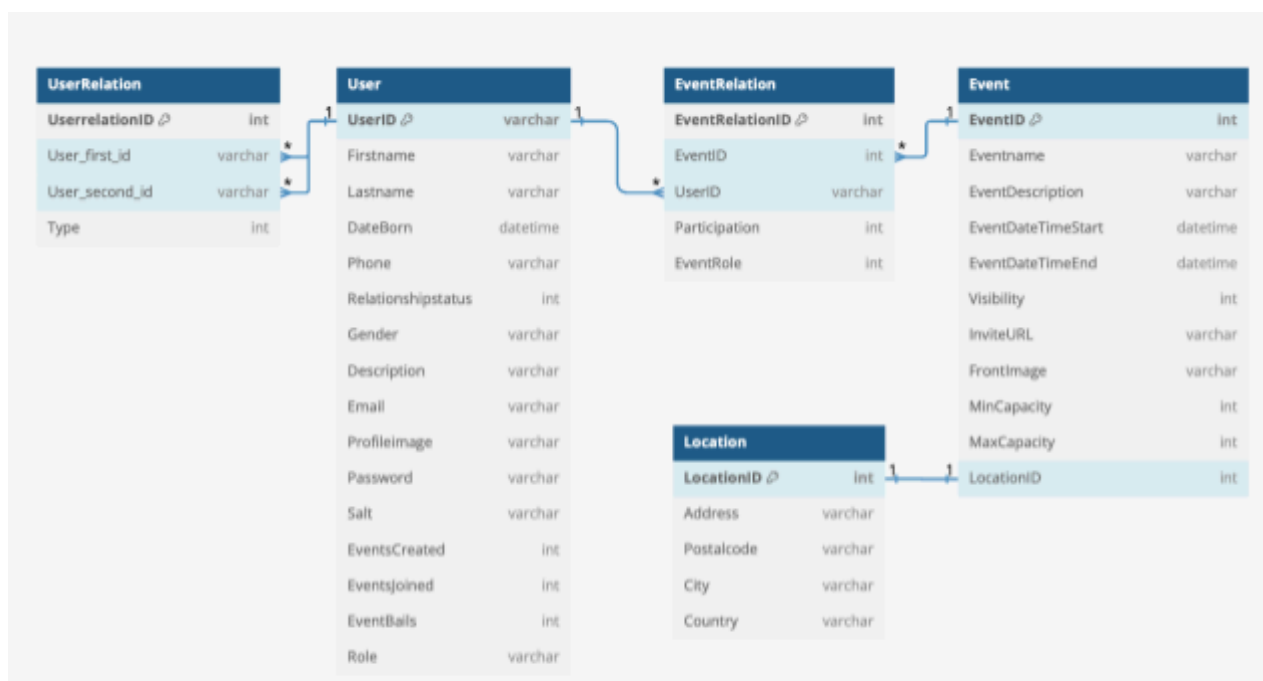 UserRelation
UserrelationID int
User_first_id varchar
User_second_id varchar
Type int
* 
*
1
User
UserID varchar
Firstname varchar
Lastname varchar
DateBorn datetime
Phone varchar
Relationshipstatus int
Gender varchar
Description varchar
Email varchar
Profileimage varchar
Password varchar
Salt varchar
EventsCreated int
EventsJoined int
EventBails int
Role varchar
1
*
EventRelation
EventRelationID int
EventID int
UserID varchar
Participation int
EventRole int
*
1
Event
EventID int
Eventname varchar
EventDescription varchar
EventDateTimeStart datetime
EventDateTimeEnd datetime
Visibility int
InviteURL varchar
FrontImage varchar
MinCapacity int
MaxCapacity int
LocationID int
Location
LocationID int
Address varchar
Postalcode varchar
City varchar
Country varchar
1
1